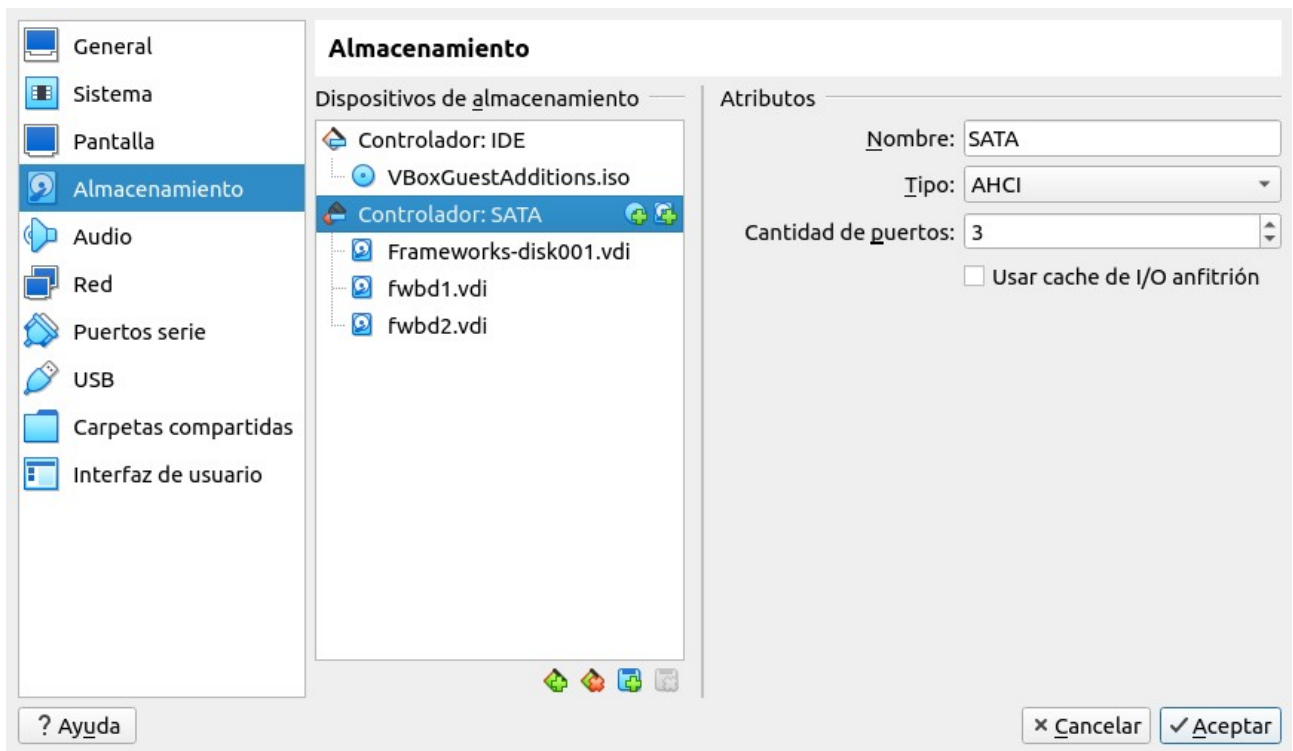 General
Sistema
Pantalla
Almacenamiento
Audio
Red
Puertos serie
USB
Carpetas compartidas
Interfaz de usuario
Almacenamiento
Dispositivos de almacenamiento
Controlador: IDE
VBoxGuestAdditions.iso
Controlador: SATA
Frameworks-disk001.vdi
fwbd1.vdi
fwbd2.vdi
Atributos
Nombre: SATA
Tipo: AHCI
Cantidad de puertos: 3
Usar cache de I/O anfitrión
? Ayuda
Cancelar
Aceptar